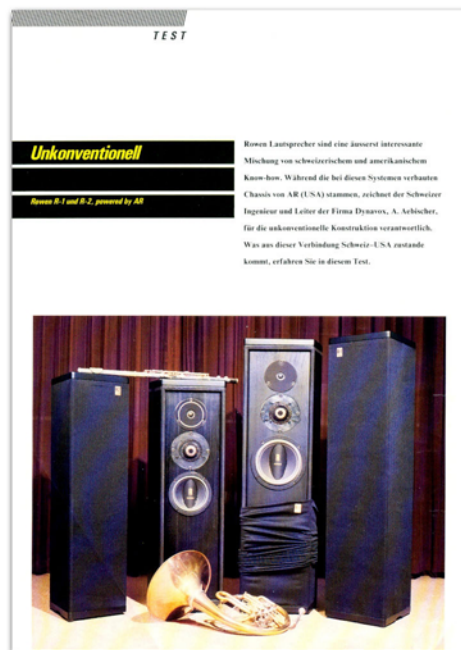 TEST
Unkonventionell
Rowen R-1 und R-2, powered by AR
Rowen Lautsprecher sind eine äusserst interessante
Mischung von schweizerischem und amerikanischem
Know-how. Während die bei diesen Systemen verbauten
Chassis von AR (USA) stammen, zeichnet der Schweizer
Ingenieur und Leiter der Firma Dynavox, A. Aebischer,
für die unkonventionelle Konstruktion verantwortlich.
Was aus dieser Verbindung Schweiz–USA zustande
kommt, erfahren Sie in diesem Test.